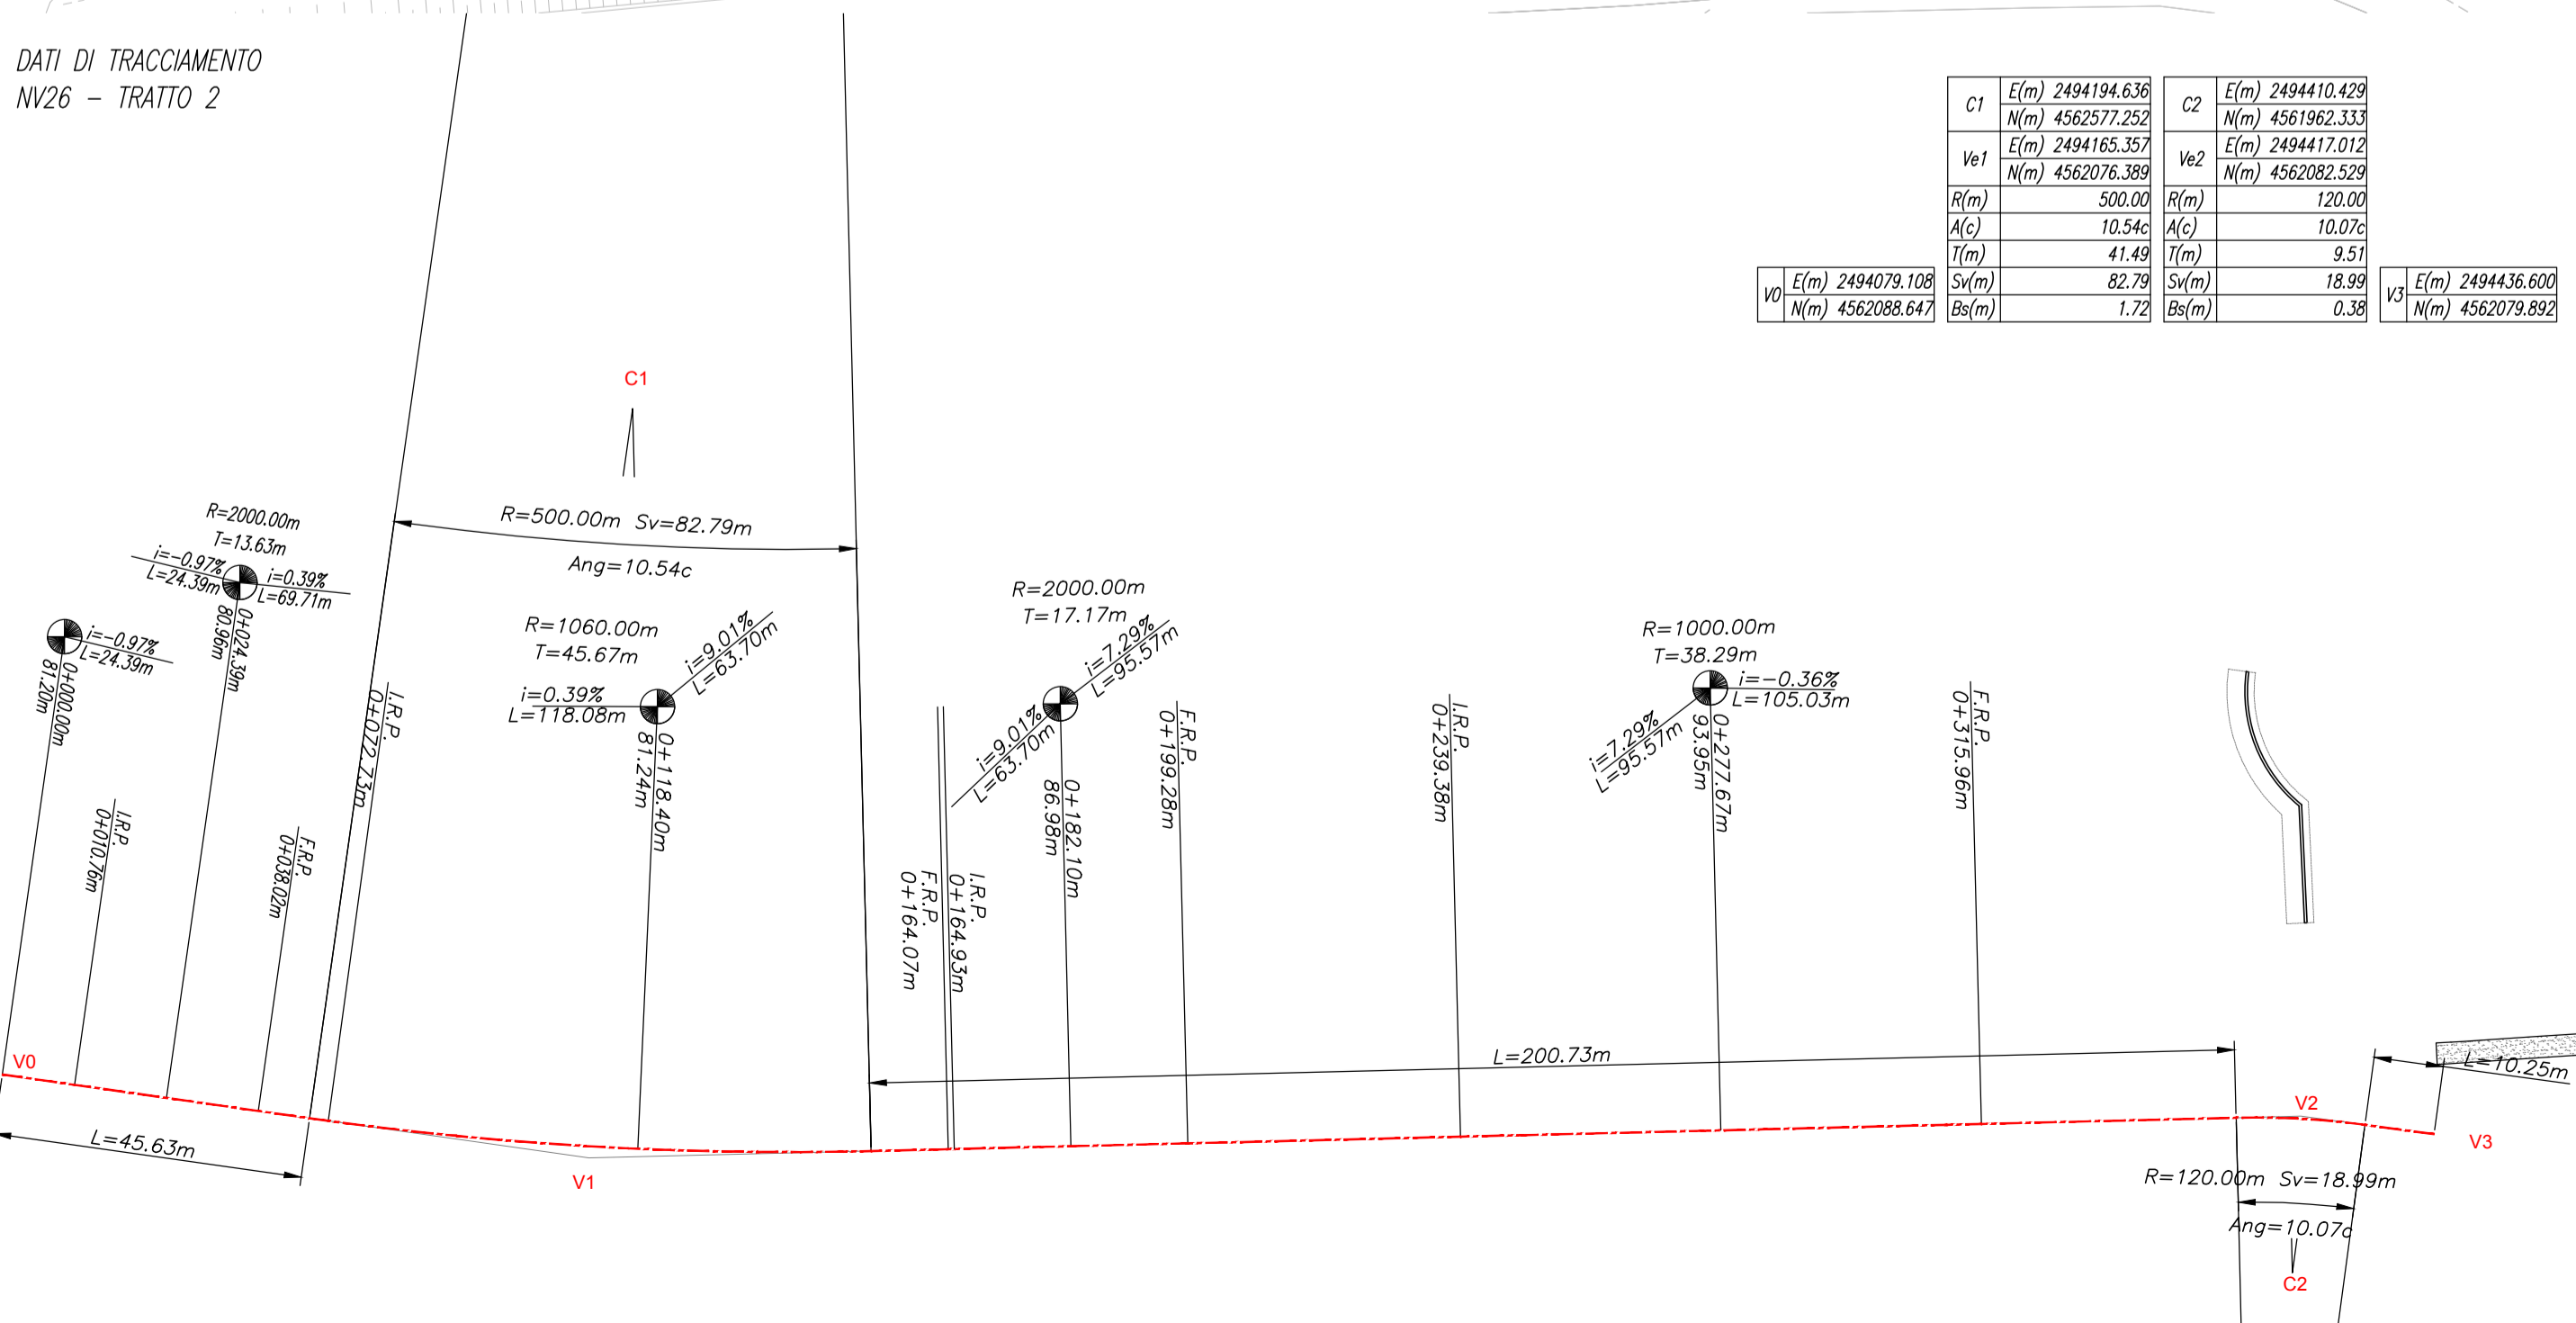 DATI DI TRACCIAMENTO
NV26 – TRATTO 2
C1
E(m) 2494194.636
N(m) 4562577.252
Ve1
E(m) 2494165.357
N(m) 4562076.389
R(m) 500.00
A(c) 10.54c
T(m) 41.49
Sv(m) 82.79
Bs(m) 1.72
C2
E(m) 2494410.429
N(m) 4561962.333
Ve2
E(m) 2494417.012
N(m) 4562082.529
R(m) 120.00
A(c) 10.07c
T(m) 9.51
Sv(m) 18.99
Bs(m) 0.38
V0
E(m) 2494079.108
N(m) 4562088.647
V3
E(m) 2494436.600
N(m) 4562079.892
C1
R=500.00m Sv=82.79m
Ang=10.54c
i=-0.97%
L=24.39m
0+000.00m
81.20m
I.R.P.
0+010.76m
R=2000.00m
T=13.63m
i=-0.97%
L=24.39m
i=0.39%
L=69.71m
0+024.39m
80.96m
F.R.P.
0+038.02m
I.R.P.
0+072.73m
R=1060.00m
T=45.67m
i=0.39%
L=118.08m
i=9.01%
L=63.70m
0+118.40m
81.24m
F.R.P.
0+164.07m
I.R.P.
0+164.93m
R=2000.00m
T=17.17m
i=9.01%
L=63.70m
i=7.29%
L=95.57m
0+182.10m
86.98m
F.R.P.
0+199.28m
I.R.P.
0+239.38m
R=1000.00m
T=38.29m
i=7.29%
L=95.57m
i=-0.36%
L=105.03m
0+277.67m
93.95m
F.R.P.
0+315.96m
V0
L=45.63m
V1
L=200.73m
V2
L=10.25m
V3
R=120.00m Sv=18.99m
Ang=10.07c
C2